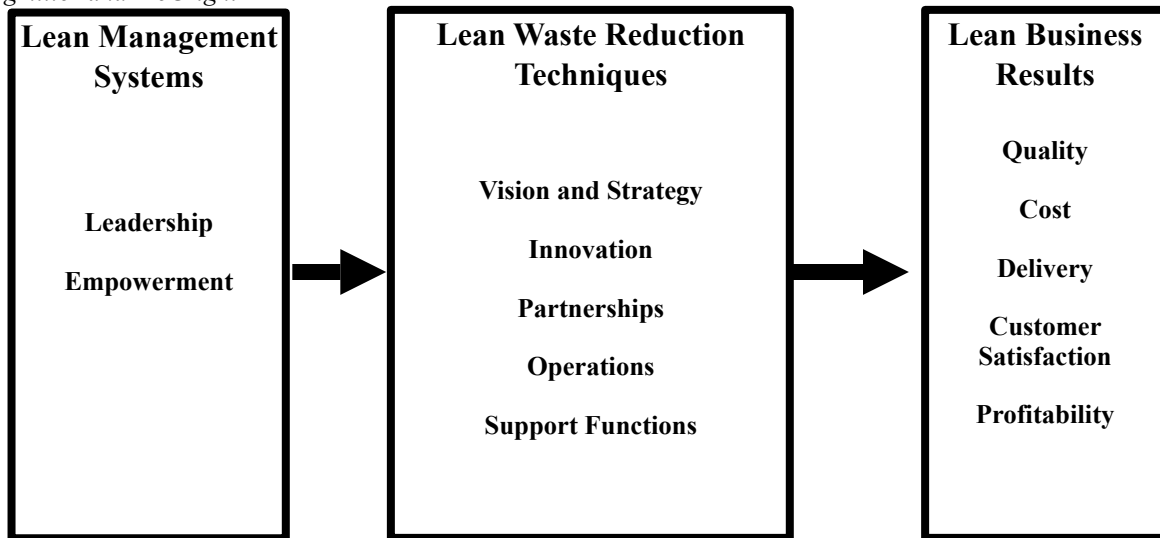 Lean Management
Systems
Leadership
Empowerment
Lean Waste Reduction
Techniques
Vision and Strategy
Innovation
Partnerships
Operations
Support Functions
Lean Business
Results
Quality
Cost
Delivery
Customer
Satisfaction
Profitability